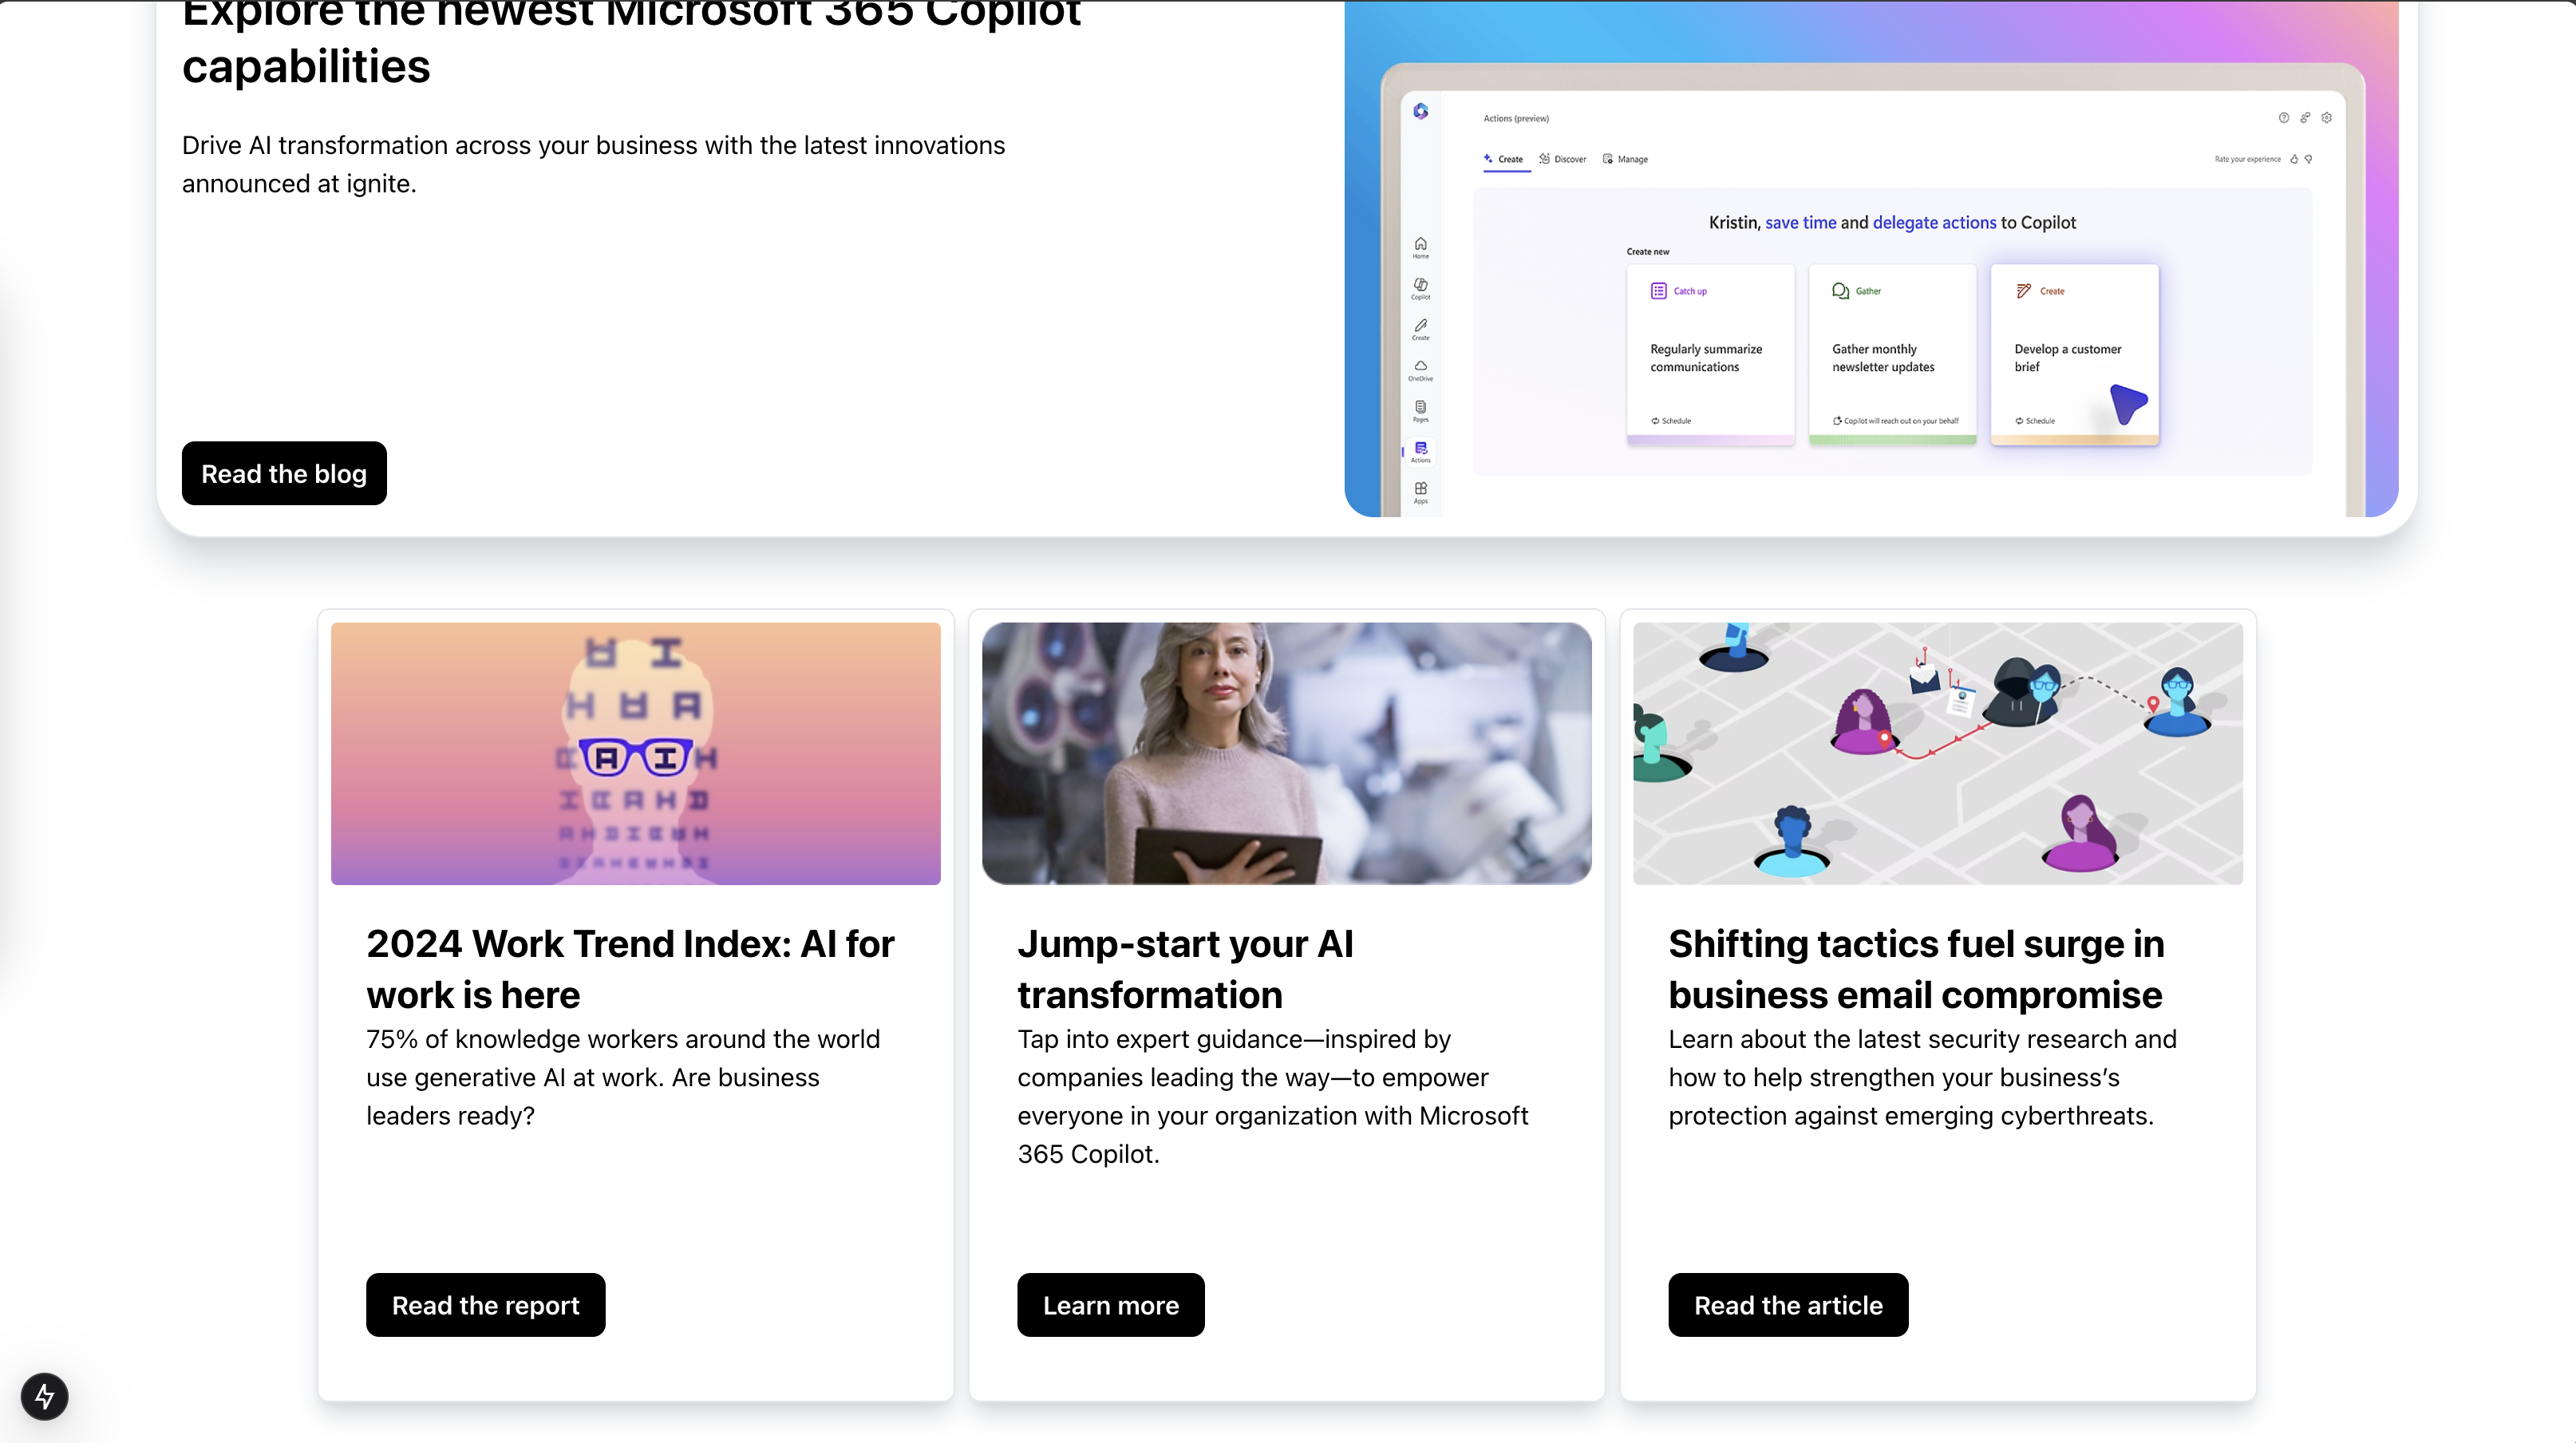 Explore the newest Microsoft 365 Copilot
capabilities
Drive AI transformation across your business with the latest innovations
announced at ignite.
Read the blog
Actions (preview)
Create
Discover
Manage
Rate your experience
Kristin, save time and delegate actions to Copilot
Create new
Catch up
Regularly summarize
communications
Schedule
Gather
Gather monthly
newsletter updates
Copilot will reach out on your behalf
Create
Develop a customer
brief
Schedule
Home
Copilot
Create
OneDrive
Pages
Actions
Apps
A I
2024 Work Trend Index: AI for
work is here
75% of knowledge workers around the world
use generative AI at work. Are business
leaders ready?
Read the report
Jump-start your AI
transformation
Tap into expert guidance—inspired by
companies leading the way—to empower
everyone in your organization with Microsoft
365 Copilot.
Learn more
Shifting tactics fuel surge in
business email compromise
Learn about the latest security research and
how to help strengthen your business’s
protection against emerging cyberthreats.
Read the article